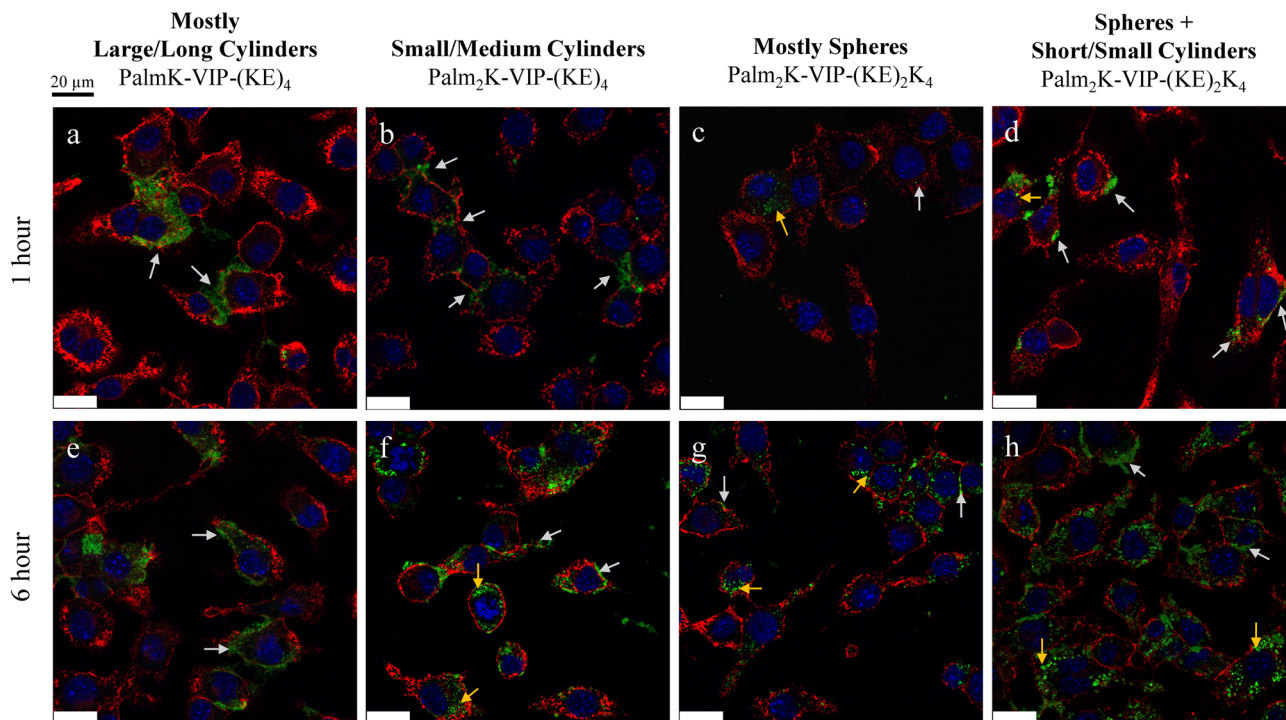 Mostly
Large/Long Cylinders
PalmK-VIP-(KE)₄
Small/Medium Cylinders
Palm₂K-VIP-(KE)₄
Mostly Spheres
Palm₂K-VIP-(KE)₂K₄
Spheres +
Short/Small Cylinders
Palm₂K-VIP-(KE)₂K₄
20 µm
1 hour
a
b
c
d
6 hour
e
f
g
h